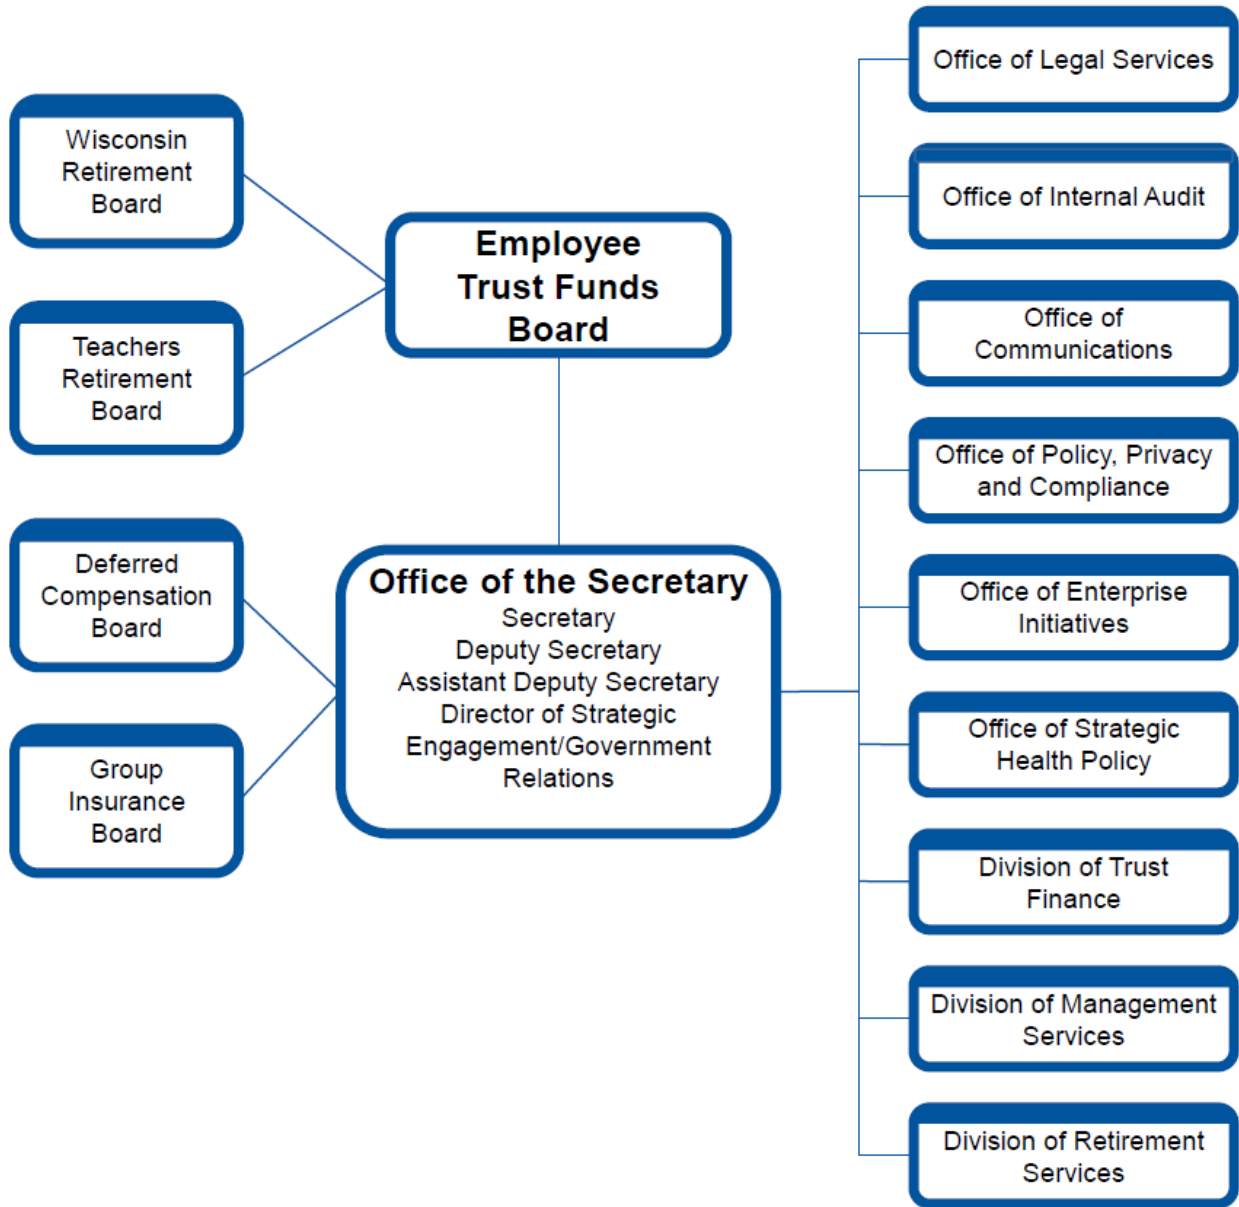 Wisconsin
Retirement
Board
Teachers
Retirement
Board
Deferred
Compensation
Board
Group
Insurance
Board
Employee
Trust Funds
Board
Office of the Secretary
Secretary
Deputy Secretary
Assistant Deputy Secretary
Director of Strategic
Engagement/Government
Relations
Office of Legal Services
Office of Internal Audit
Office of
Communications
Office of Policy, Privacy
and Compliance
Office of Enterprise
Initiatives
Office of Strategic
Health Policy
Division of Trust
Finance
Division of Management
Services
Division of Retirement
Services